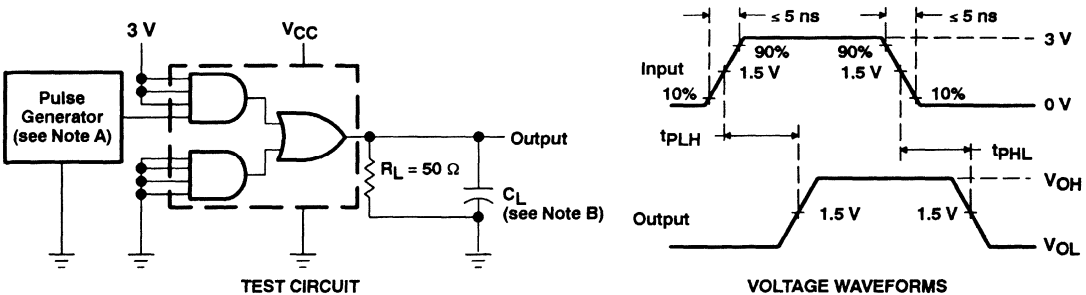 3 V
VCC
Pulse
Generator
(see Note A)
RL = 50 Ω
Output
CL
(see Note B)
TEST CIRCUIT
≤ 5 ns
≤ 5 ns
3 V
90%
90%
Input
1.5 V
1.5 V
10%
10%
0 V
tPLH
tPHL
VOH
1.5 V
1.5 V
Output
VOL
VOLTAGE WAVEFORMS